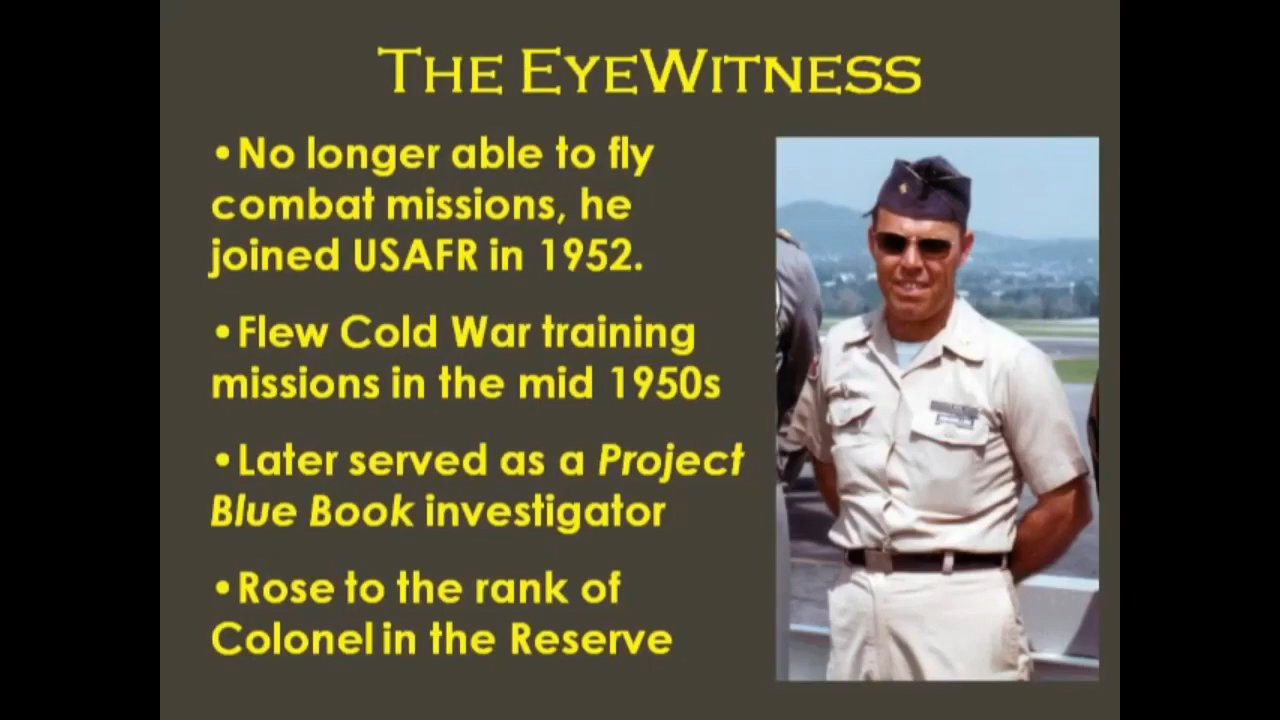 THE EYEWITNESS
•No longer able to fly
combat missions, he
joined USAFR in 1952.
•Flew Cold War training
missions in the mid 1950s
•Later served as a Project
Blue Book investigator
•Rose to the rank of
Colonel in the Reserve